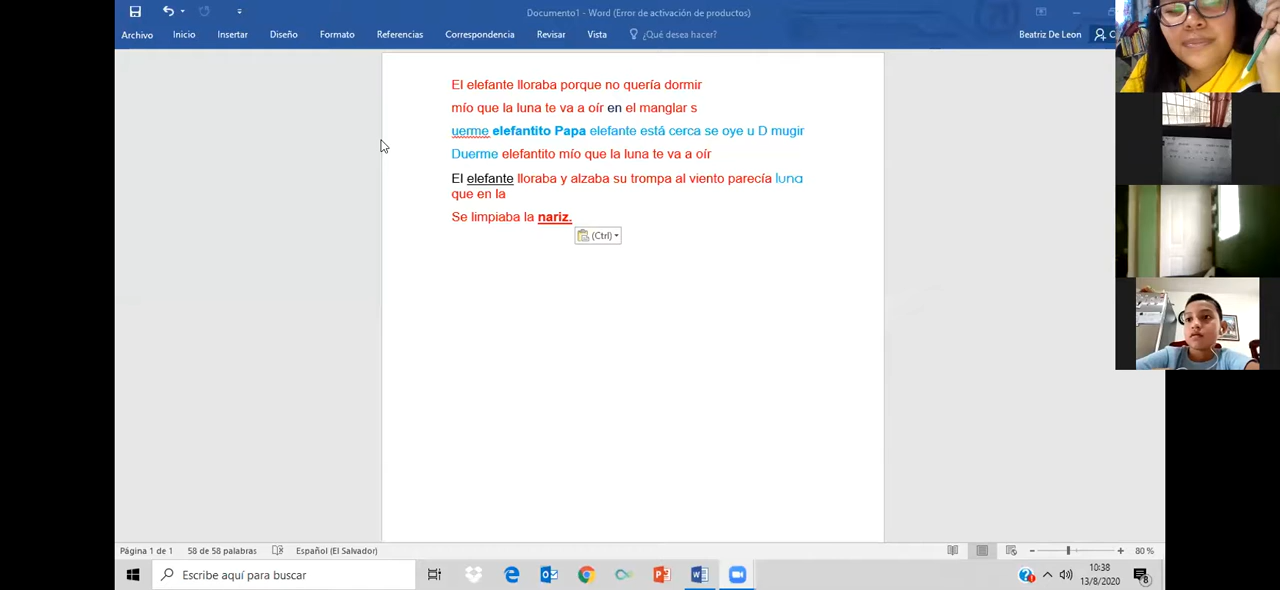 Documento1 - Word (Error de activación de productos)
Archivo Inicio Insertar Diseño Formato Referencias Correspondencia Revisar Vista ¿Qué desea hacer? Beatriz De Leon
El elefante lloraba porque no quería dormir
mío que la luna te va a oír en el manglar s
uerme elefantito Papa elefante está cerca se oye u D mugir
Duerme elefantito mío que la luna te va a oír
El elefante lloraba y alzaba su trompa al viento parecía luna
que en la
Se limpiaba la nariz.
(Ctrl)
Página 1 de 1 58 de 58 palabras Español (El Salvador) 80 %
Escribe aquí para buscar
10:38
13/8/2020
8